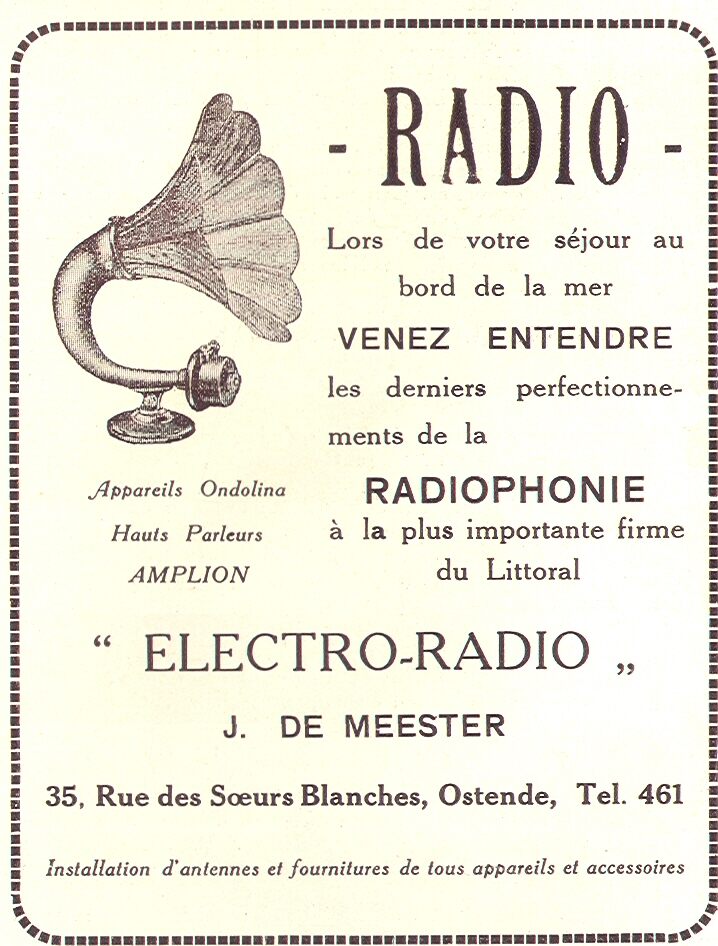 - RADIO -
Lors de votre séjour au
bord de la mer
VENEZ ENTENDRE
les derniers perfectionne-
ments de la
RADIOPHONIE
à la plus importante firme
du Littoral
Appareils Ondolina
Hauts Parleurs
AMPLION
“ ELECTRO-RADIO „
J. DE MEESTER
35, Rue des Sœurs Blanches, Ostende, Tel. 461
Installation d'antennes et fournitures de tous appareils et accessoires